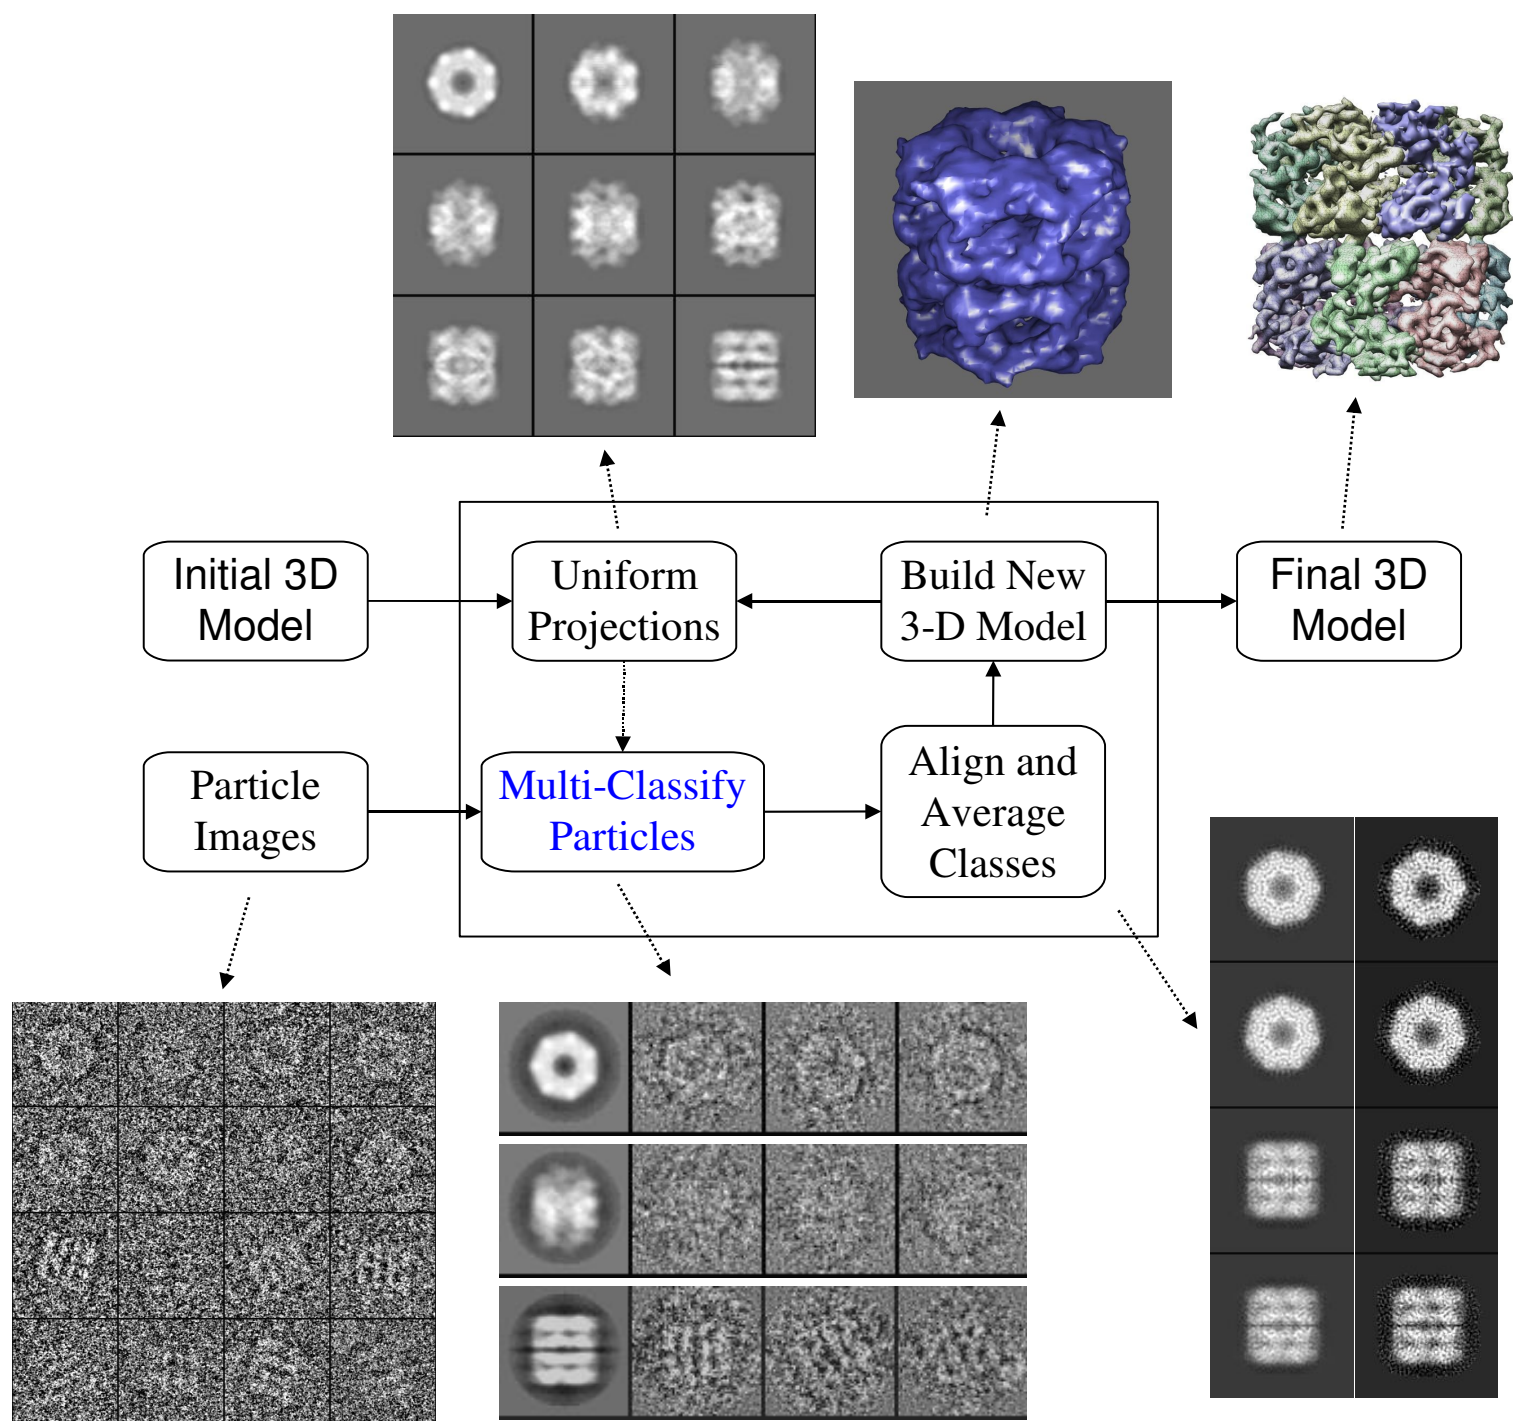 Initial 3D
Model
Uniform
Projections
Build New
3-D Model
Final 3D
Model
Particle
Images
Multi-Classify
Particles
Align and
Average
Classes